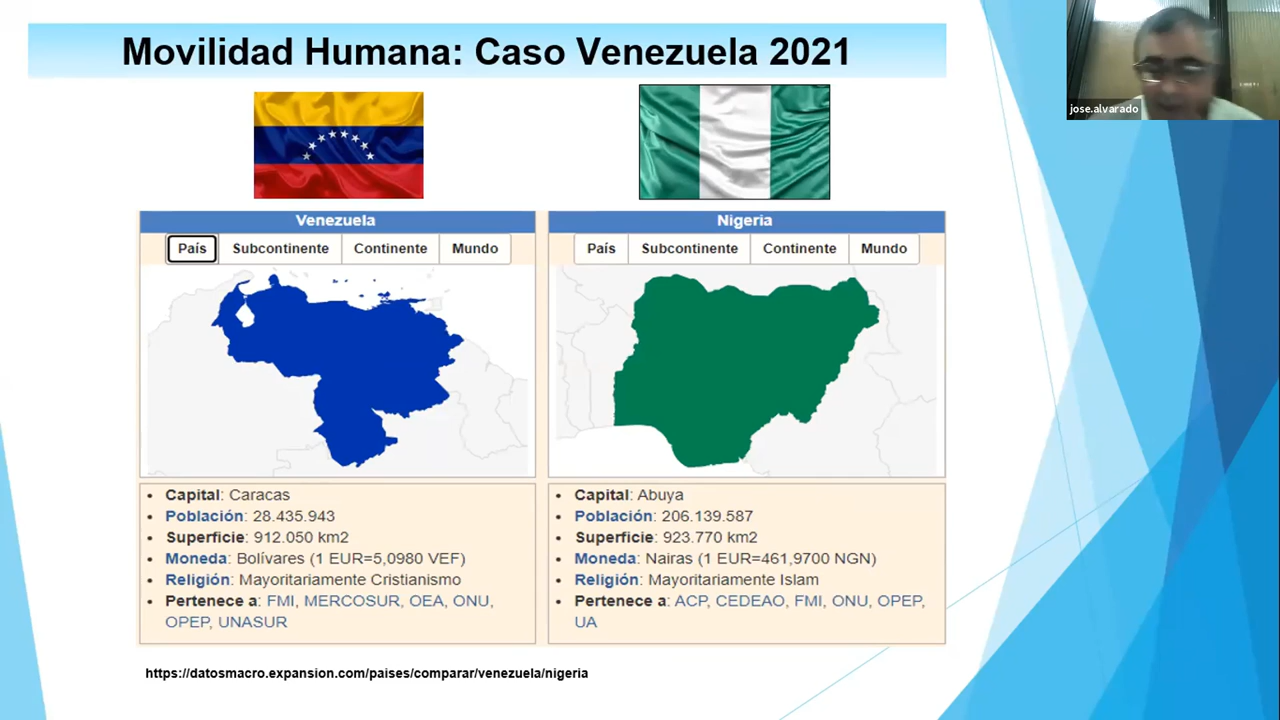 Movilidad Humana: Caso Venezuela 2021
jose.alvarado
Venezuela
País Subcontinente Continente Mundo
• Capital: Caracas
• Población: 28.435.943
• Superficie: 912.050 km2
• Moneda: Bolívares (1 EUR=5,0980 VEF)
• Religión: Mayoritariamente Cristianismo
• Pertenece a: FMI, MERCOSUR, OEA, ONU,
OPEP, UNASUR
Nigeria
País Subcontinente Continente Mundo
• Capital: Abuya
• Población: 206.139.587
• Superficie: 923.770 km2
• Moneda: Nairas (1 EUR=461,9700 NGN)
• Religión: Mayoritariamente Islam
• Pertenece a: ACP, CEDEAO, FMI, ONU, OPEP,
UA
https://datosmacro.expansion.com/paises/comparar/venezuela/nigeria